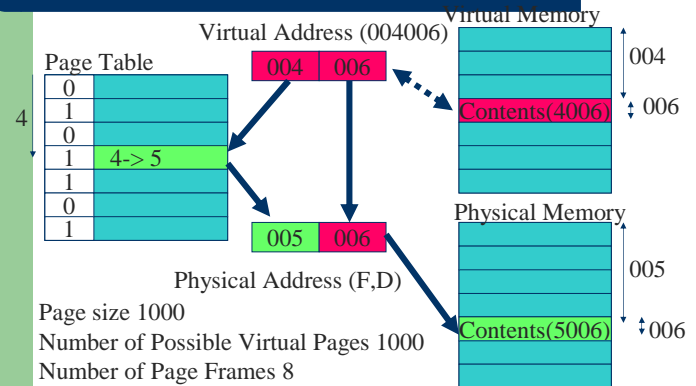 Virtual Memory
Virtual Address (004006)
004 006
004
Contents(4006)
006
Page Table
4
0
1
0
1 4-> 5
1
0
1
005 006
Physical Address (F,D)
Physical Memory
005
Contents(5006)
006
Page size 1000
Number of Possible Virtual Pages 1000
Number of Page Frames 8